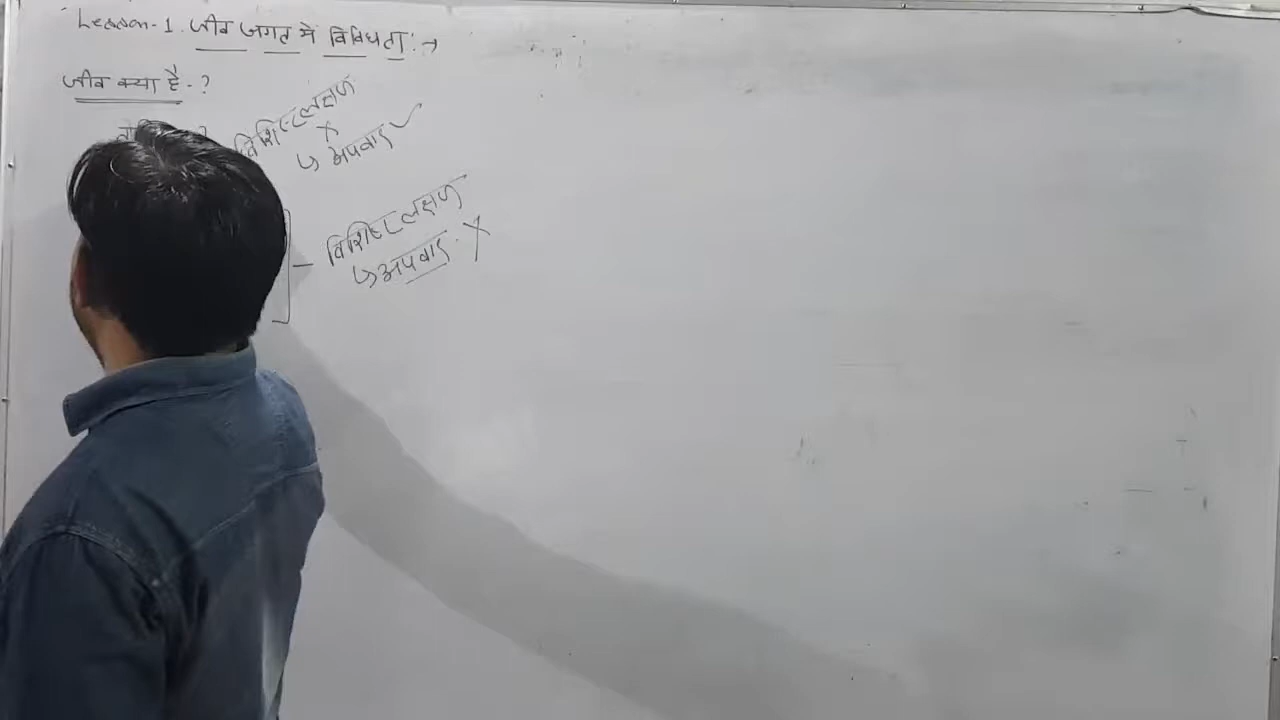 Lesson-1. जीव जगत में विविधता :→
जीव क्या है - ?
विशिष्ट लक्षण
×
↳ अपवाद ✓
— विशिष्ट लक्षण
↳ अपवाद. ×